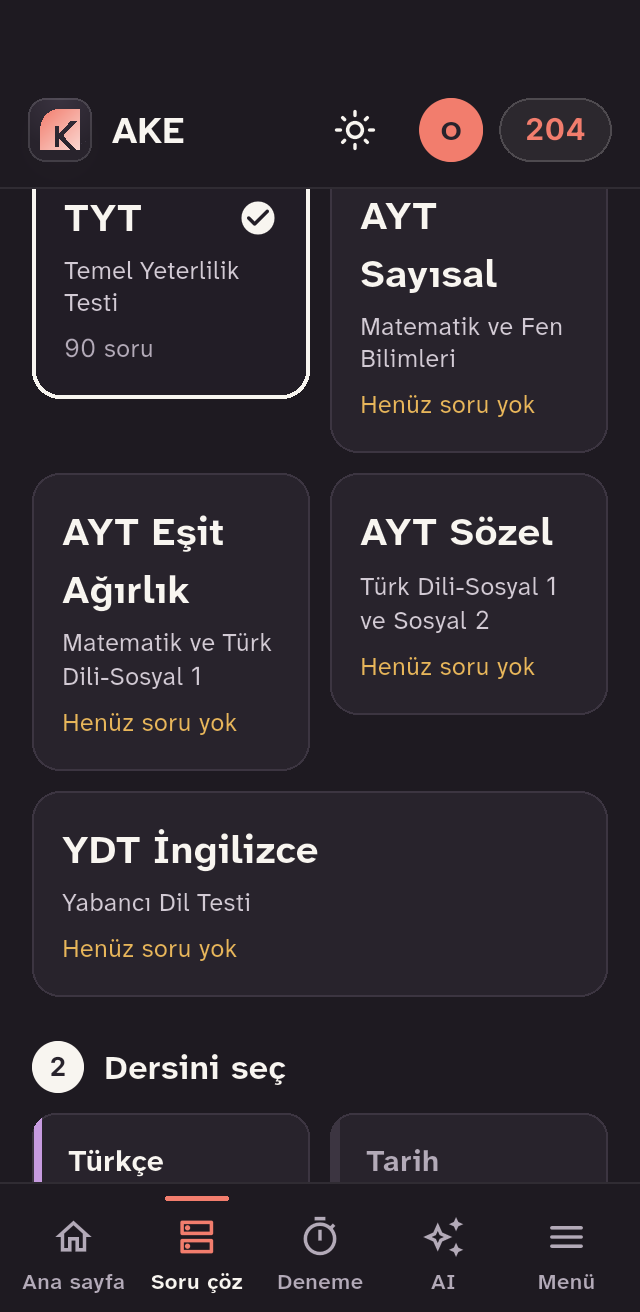 AKE
O
204
TYT
Temel Yeterlilik
Testi
90 soru
AYT
Sayısal
Matematik ve Fen
Bilimleri
Henüz soru yok
AYT Eşit
Ağırlık
Matematik ve Türk
Dili-Sosyal 1
Henüz soru yok
AYT Sözel
Türk Dili-Sosyal 1
ve Sosyal 2
Henüz soru yok
YDT İngilizce
Yabancı Dil Testi
Henüz soru yok
2 Dersini seç
Türkçe
Tarih
Ana sayfa
Soru çöz
Deneme
AI
Menü